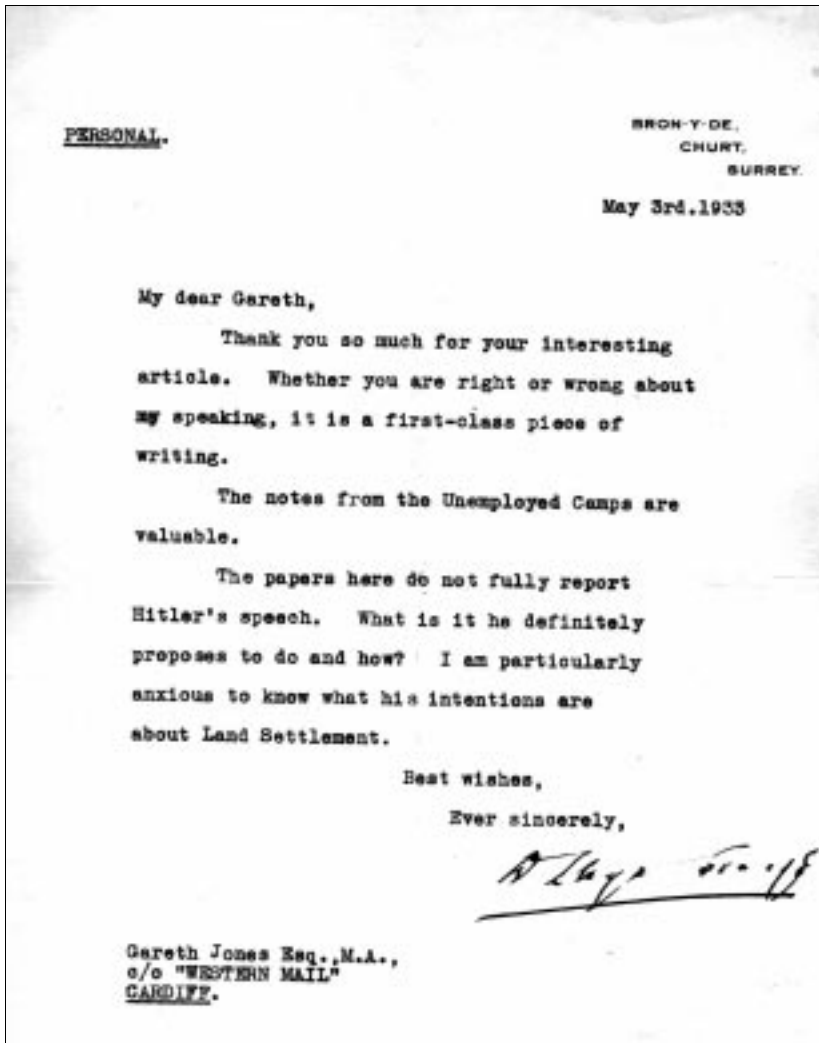 PERSONAL.
BRON-Y-DE,
CHURT,
SURREY.
May 3rd.1933
My dear Gareth,
Thank you so much for your interesting
article. Whether you are right or wrong about
my speaking, it is a first-class piece of
writing.
The notes from the Unemployed Camps are
valuable.
The papers here do not fully report
Hitler's speech. What is it he definitely
proposes to do and how? I am particularly
anxious to know what his intentions are
about Land Settlement.
Best wishes,
Ever sincerely,
D Lloyd George
Gareth Jones Esq.,M.A.,
c/o "WESTERN MAIL"
CARDIFF.